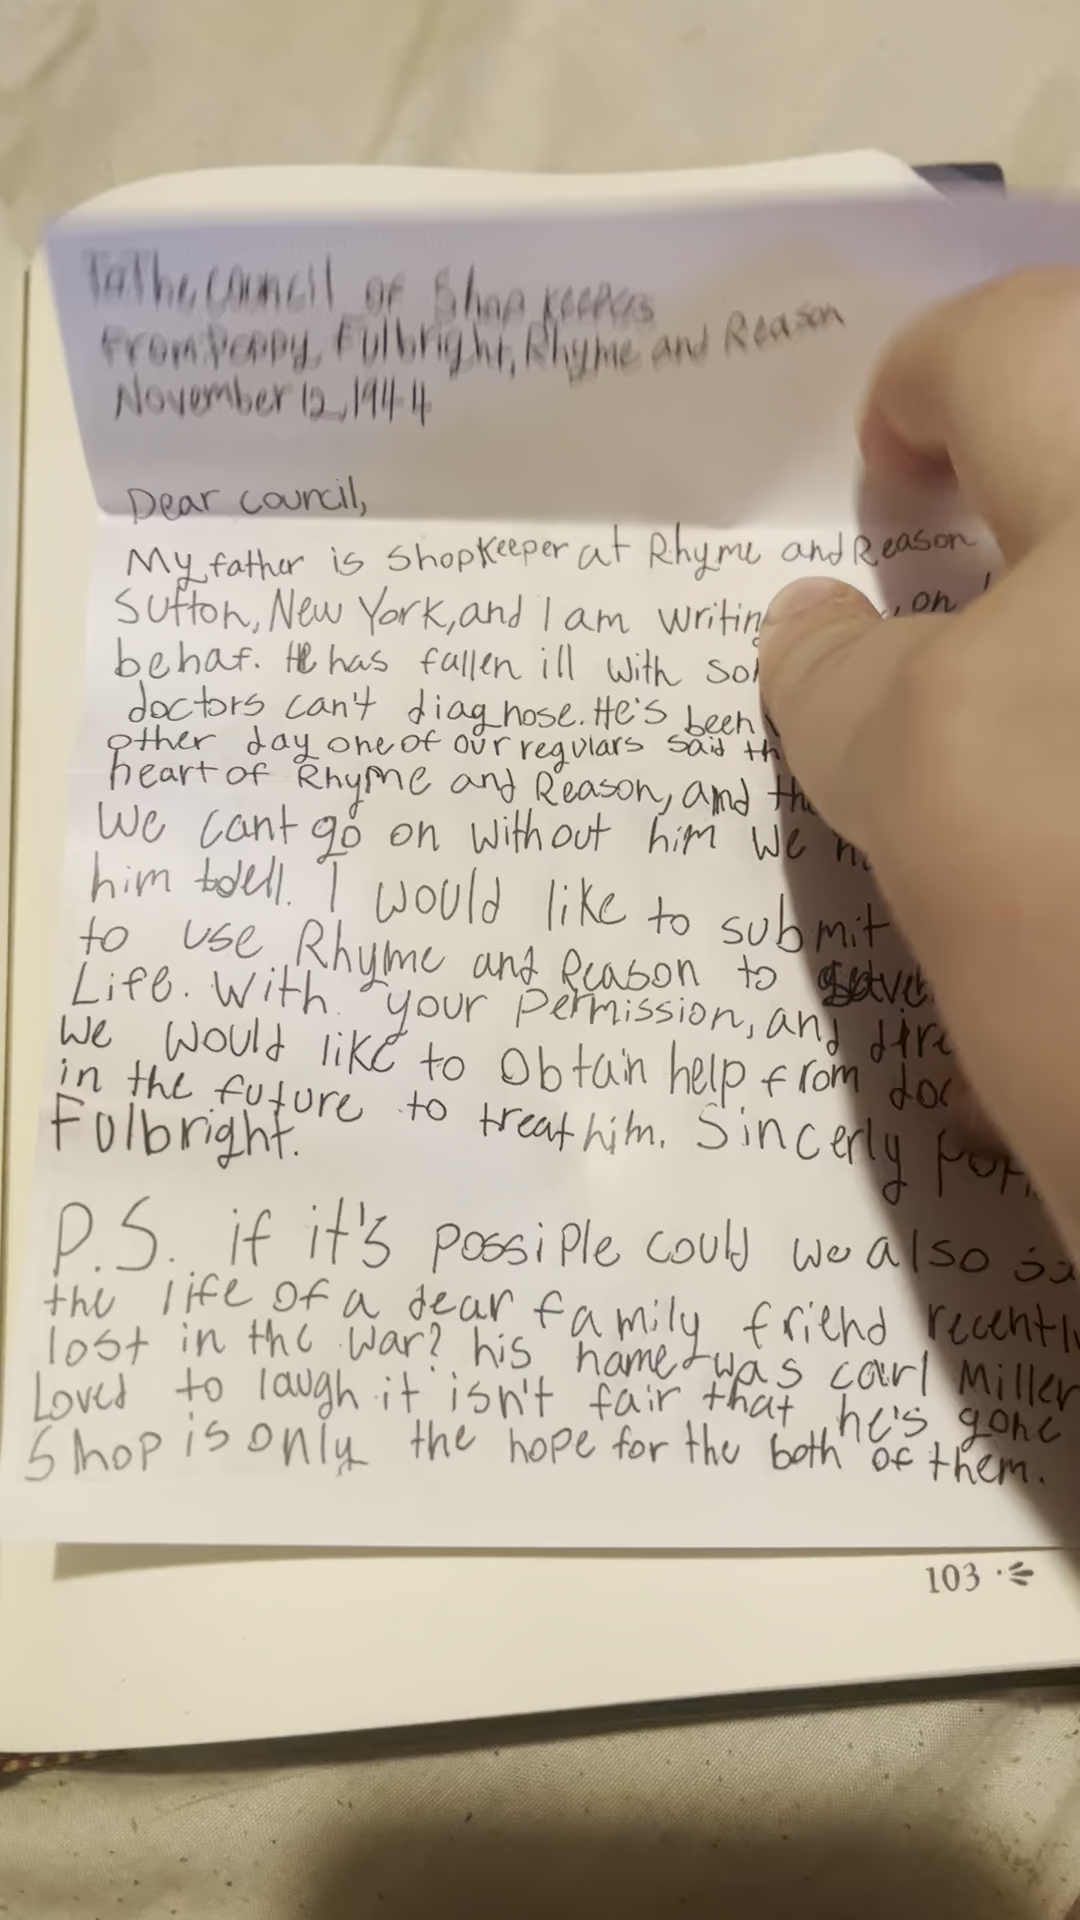 To The Council of Shop keepers
From Poppy Fulbright, Rhyme and Reason
November 12, 1944
Dear council,
My father is shopkeeper at Rhyme and Reason
Sutton, New York, and I am writin , on
behaf. He has fallen ill with
doctors can't diagnose. He's been
other day one of our regulars said
heart of Rhyme and Reason, amd
We cant go on without him we
him I would like to submit
to use Rhyme and Reason to
Life. With your permission, and
we would like to obtain help from
in the future to treat him. Sincerly
Fulbright.
P.S. if it's possiple could we also
the life of a dear family friend
lost in the war? his name was carl Miller
Loved to laugh it isn't fair that he's gone
Shop is only the hope for the both of them.
103